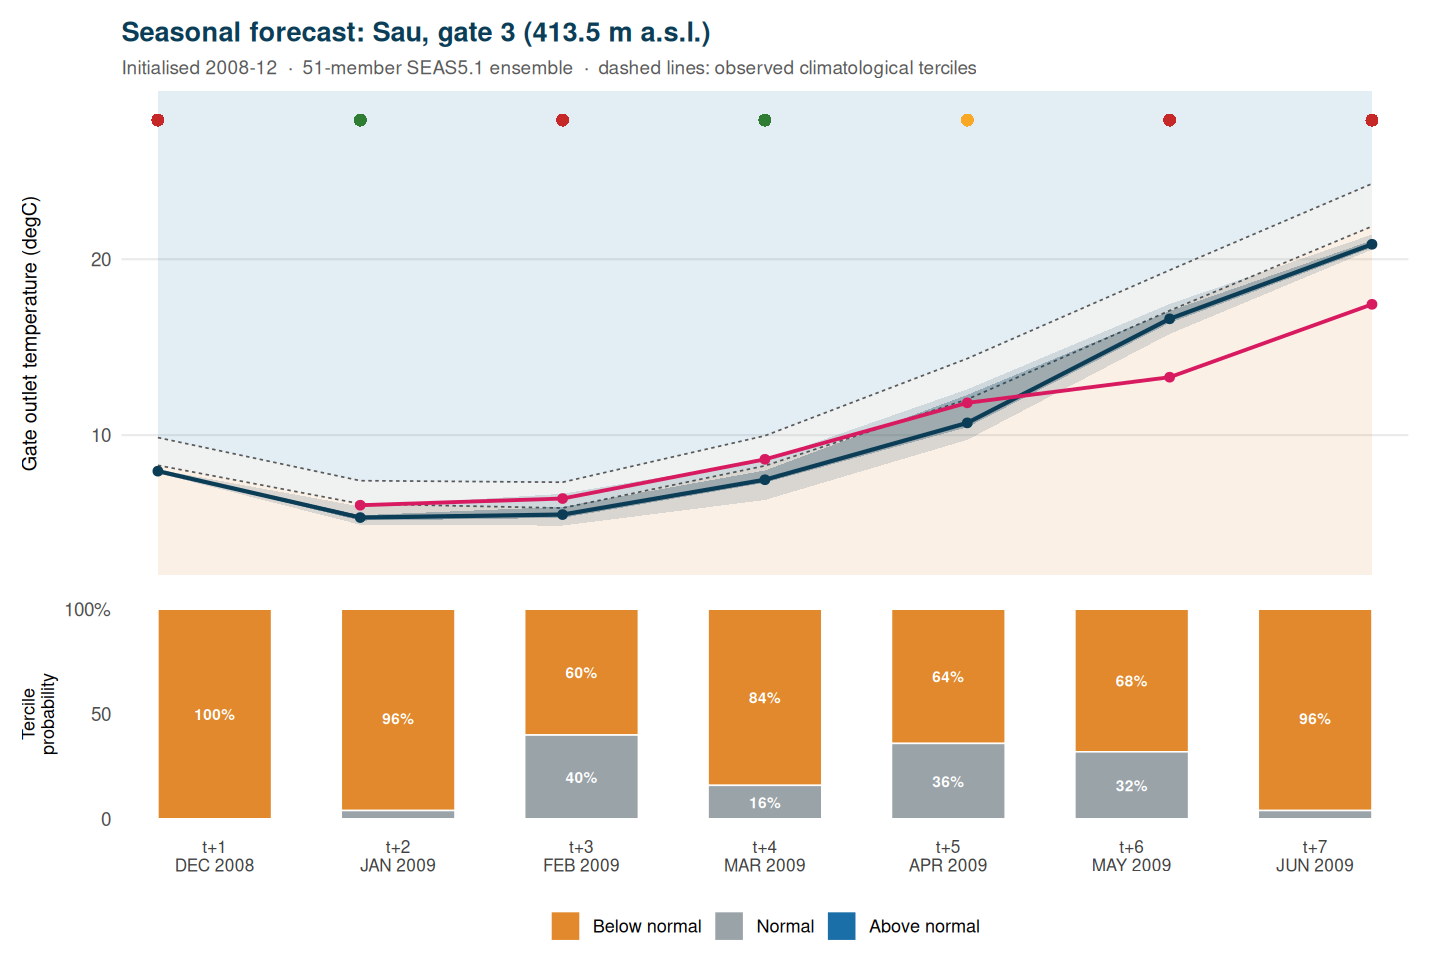 Seasonal forecast: Sau, gate 3 (413.5 m a.s.l.)
Initialised 2008-12 · 51-member SEAS5.1 ensemble · dashed lines: observed climatological terciles
Gate outlet temperature (degC)
20
10
Tercile
probability
100%
50
0
100%
96%
60%
40%
84%
16%
64%
36%
68%
32%
96%
t+1
DEC 2008
t+2
JAN 2009
t+3
FEB 2009
t+4
MAR 2009
t+5
APR 2009
t+6
MAY 2009
t+7
JUN 2009
Below normal
Normal
Above normal